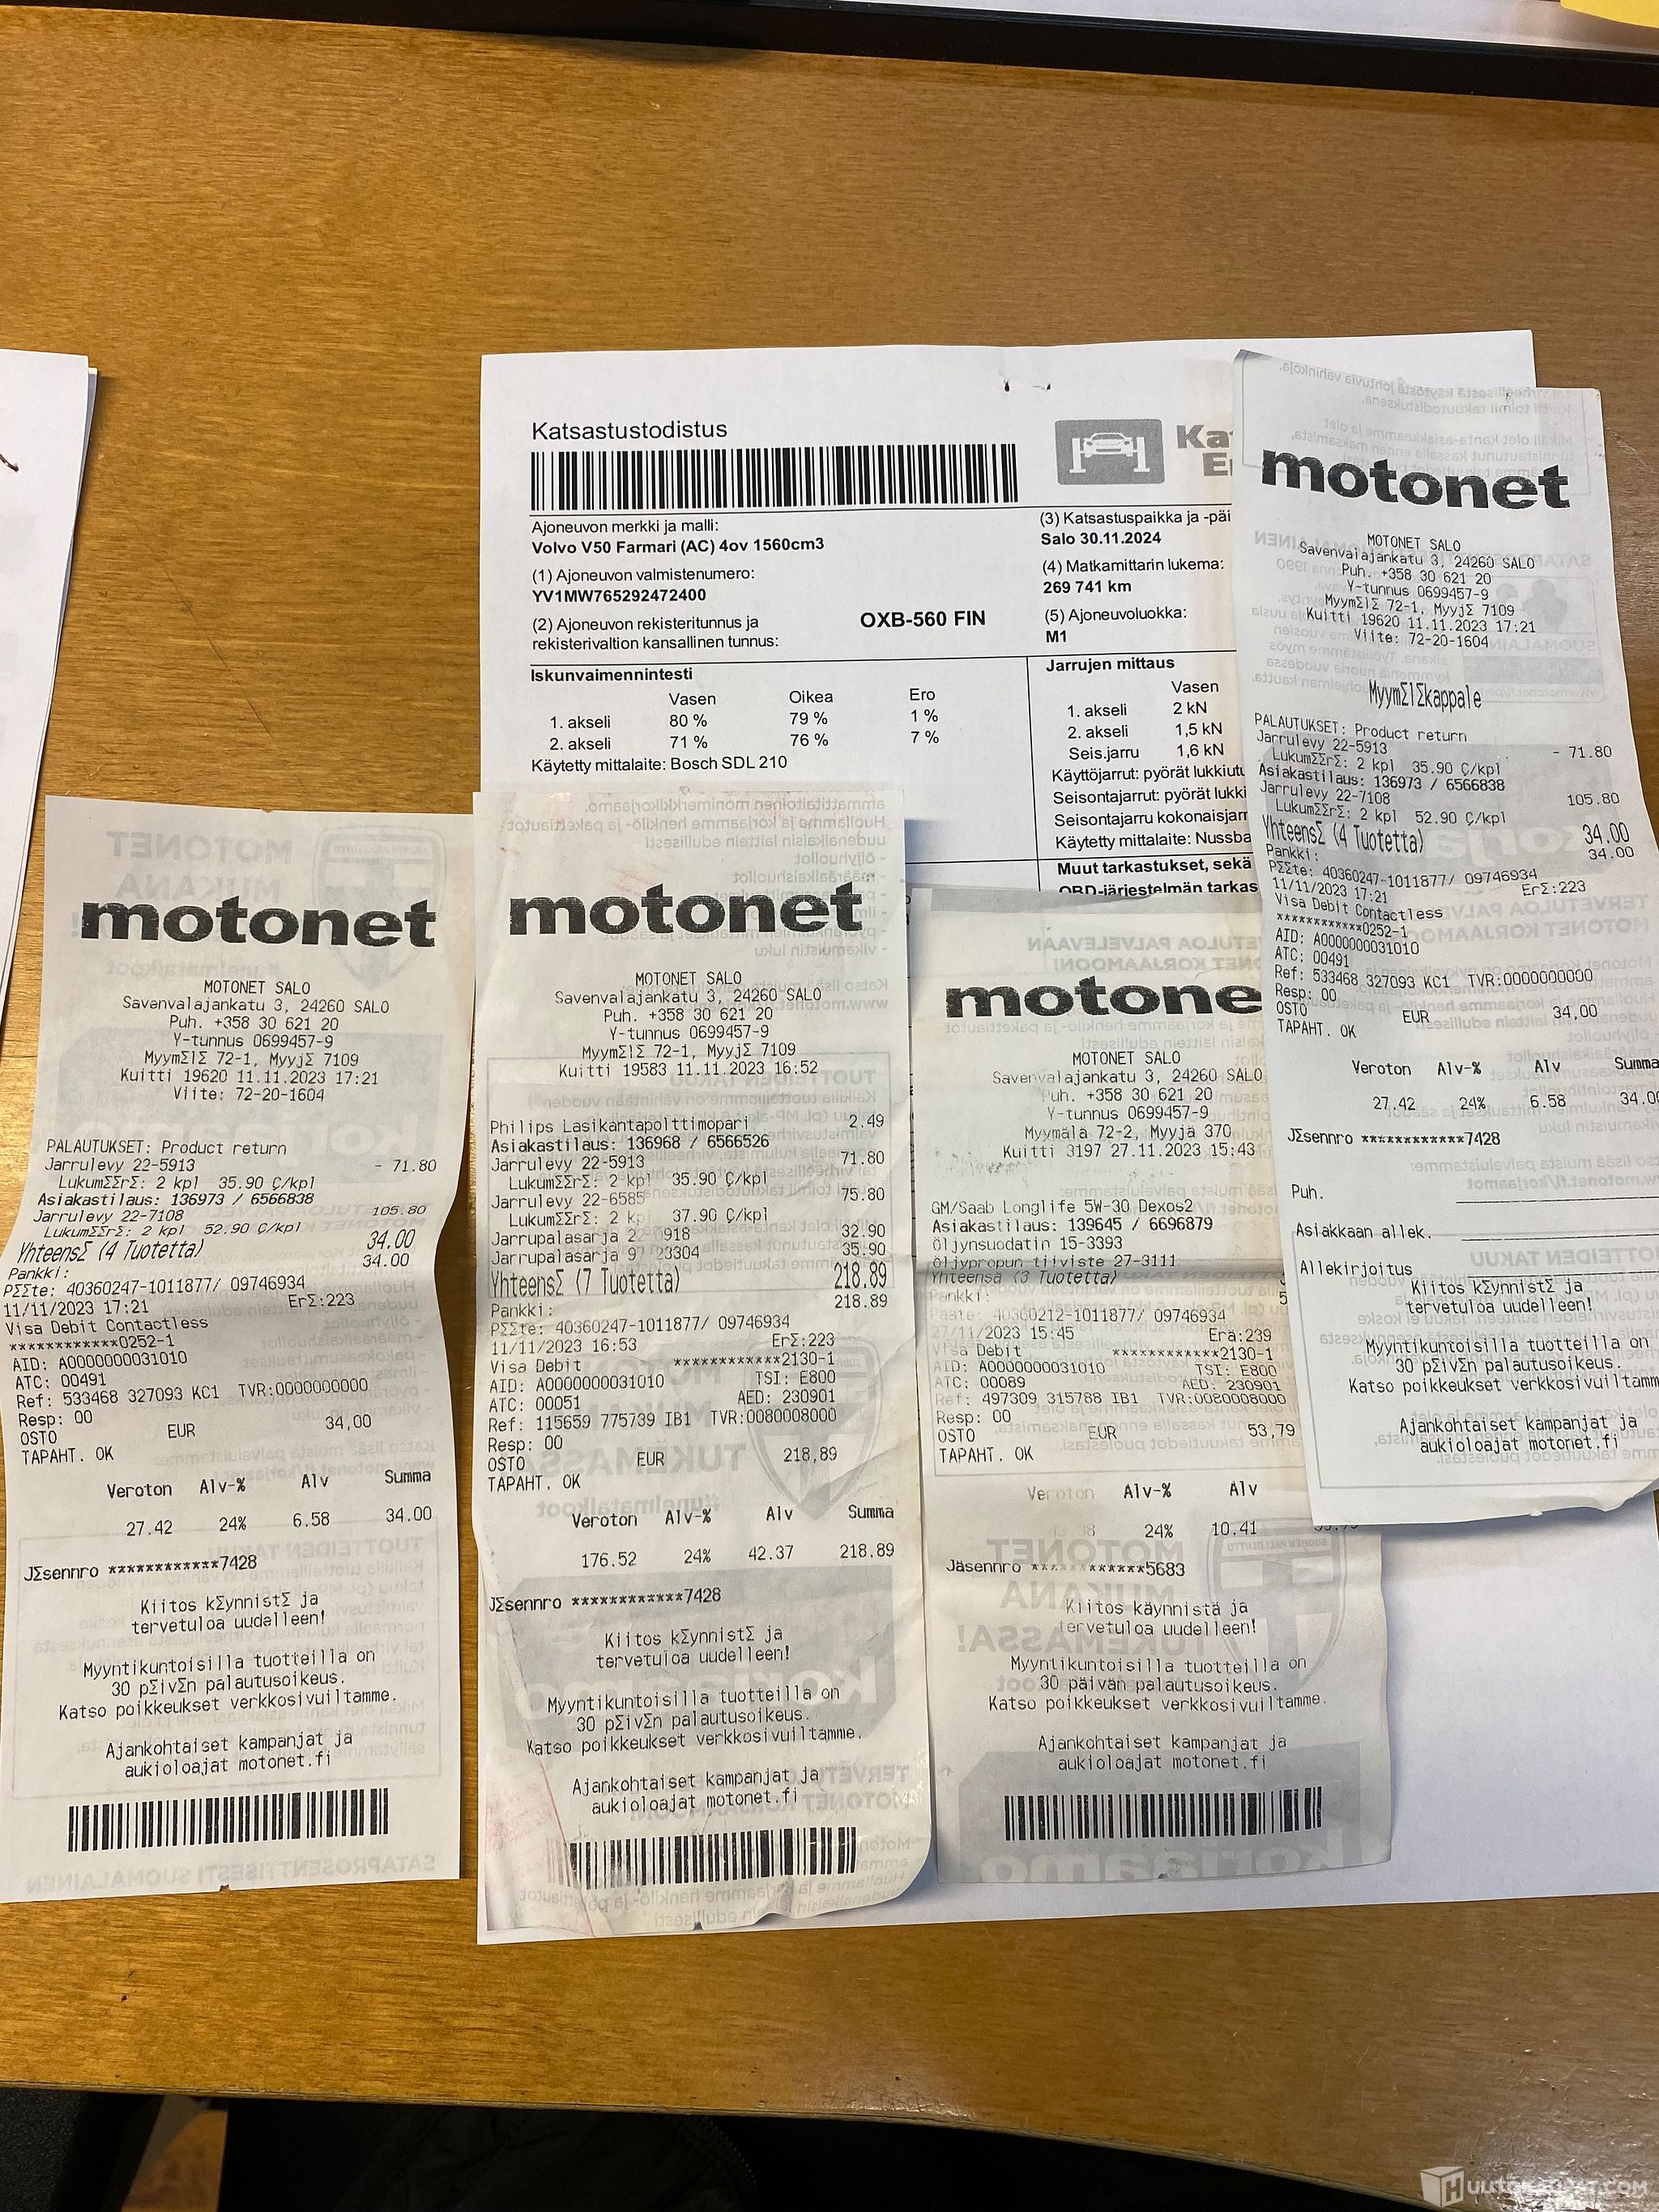 Katsastustodistus
Ka
E
Ajoneuvon merkki ja malli:
Volvo V50 Farmari (AC) 4ov 1560cm3
(1) Ajoneuvon valmistenumero:
YV1MW765292472400
(2) Ajoneuvon rekisteritunnus ja
rekisterivaltion kansallinen tunnus:
OXB-560 FIN
(3) Katsastuspaikka ja -päi
Salo 30.11.2024
(4) Matkamittarin lukema:
269 741 km
(5) Ajoneuvoluokka:
M1
Iskunvaimennintesti
Vasen Oikea Ero
1. akseli 80 % 79 % 1 %
2. akseli 71 % 76 % 7 %
Käytetty mittalaite: Bosch SDL 210
Jarrujen mittaus
Vasen
1. akseli 2 kN
2. akseli 1,5 kN
Seis.jarru 1,6 kN
Käyttöjarrut: pyörät lukkiutu
Seisontajarrut: pyörät lukki
Seisontajarru kokonaisjarr
Käytetty mittalaite: Nussba
Muut tarkastukset, sekä
OBD-järjestelmän tarkas
motonet
MOTONET SALO
Savenvalajankatu 3, 24260 SALO
Puh. +358 30 621 20
Y-tunnus 0699457-9
MyymΣlΣ 72-1, MyyjΣ 7109
Kuitti 19620 11.11.2023 17:21
Viite: 72-20-1604
PALAUTUKSET: Product return
Jarrulevy 22-5913 - 71.80
LukumΣΣrΣ: 2 kpl 35.90 Ç/kpl
Asiakastilaus: 136973 / 6566838
Jarrulevy 22-7108 105.80
LukumΣΣrΣ: 2 kpl 52.90 Ç/kpl
YhteensΣ (4 Tuotetta) 34.00
Pankki: 34.00
PΣΣte: 40360247-1011877/ 09746934
11/11/2023 17:21 ErΣ:223
Visa Debit Contactless
************0252-1
AID: A0000000031010
ATC: 00491
Ref: 533468 327093 KC1 TVR:0000000000
Resp: 00
OSTO EUR 34,00
TAPAHT. OK
Veroton Alv-% Alv Summa
27.42 24% 6.58 34.00
JΣsennro ************7428
Kiitos kΣynnistΣ ja
tervetuloa uudelleen!
Myyntikuntoisilla tuotteilla on
30 pΣivΣn palautusoikeus.
Katso poikkeukset verkkosivuiltamme.
Ajankohtaiset kampanjat ja
aukioloajat motonet.fi
motonet
MOTONET SALO
Savenvalajankatu 3, 24260 SALO
Puh. +358 30 621 20
Y-tunnus 0699457-9
MyymΣlΣ 72-1, MyyjΣ 7109
Kuitti 19583 11.11.2023 16:52
Philips Lasikantapolttimopari 2.49
Asiakastilaus: 136968 / 6566526
Jarrulevy 22-5913 71.80
LukumΣΣrΣ: 2 kpl 35.90 Ç/kpl
Jarrulevy 22-6585 75.80
LukumΣΣrΣ: 2 kp 37.90 Ç/kpl
Jarrupalasarja 2 0918 32.90
Jarrupalasarja 97 23304 35.90
YhteensΣ (7 Tuotetta) 218.89
Pankki: 218.89
PΣΣte: 40360247-1011877/ 09746934
11/11/2023 16:53 ErΣ:223
Visa Debit ************2130-1
AID: A0000000031010 TSI: E800
ATC: 00051 AED: 230901
Ref: 115659 775739 IB1 TVR:0080008000
Resp: 00
OSTO EUR 218,89
TAPAHT. OK
Veroton Alv-% Alv Summa
176.52 24% 42.37 218.89
JΣsennro ************7428
Kiitos kΣynnistΣ ja
tervetuloa uudelleen!
Myyntikuntoisilla tuotteilla on
30 pΣivΣn palautusoikeus.
Katso poikkeukset verkkosivuiltamme.
Ajankohtaiset kampanjat ja
aukioloajat motonet.fi
motone
MOTONET SALO
Savenvalajankatu 3, 24260 SALO
Puh. +358 30 621 20
Y-tunnus 0699457-9
Myymälä 72-2, Myyjä 370
Kuitti 3197 27.11.2023 15:43
GM/Saab Longlife 5W-30 Dexos2
Asiakastilaus: 139645 / 6696879
Öljynsuodatin 15-3393
Öljypropun tiiviste 27-3111
Yhteensä (3 Tuotetta)
Pankki: 5
Pääte: 40360212-1011877/ 09746934
27/11/2023 15:45 Erä:239
Visa Debit ************2130-1
AID: A0000000031010 TSI: E800
ATC: 00089 AED: 230901
Ref: 497309 315788 IB1 TVR:0080008000
Resp: 00
OSTO EUR 53,79
TAPAHT. OK
Veroton Alv-% Alv
24% 10.41
Jäsennro ************5683
Kiitos käynnistä ja
tervetuloa uudelleen!
Myyntikuntoisilla tuotteilla on
30 päivän palautusoikeus.
Katso poikkeukset verkkosivuiltamme.
Ajankohtaiset kampanjat ja
aukioloajat motonet.fi
motonet
MOTONET SALO
Savenvalajankatu 3, 24260 SALO
Puh. +358 30 621 20
Y-tunnus 0699457-9
MyymΣlΣ 72-1, MyyjΣ 7109
Kuitti 19620 11.11.2023 17:21
Viite: 72-20-1604
MyymΣlΣkappale
PALAUTUKSET: Product return
Jarrulevy 22-5913 - 71.80
LukumΣΣrΣ: 2 kpl 35.90 Ç/kpl
Asiakastilaus: 136973 / 6566838
Jarrulevy 22-7108 105.80
LukumΣΣrΣ: 2 kpl 52.90 Ç/kpl
YhteensΣ (4 Tuotetta) 34.00
Pankki: 34.00
PΣΣte: 40360247-1011877/ 09746934
11/11/2023 17:21 ErΣ:223
Visa Debit Contactless
************0252-1
AID: A0000000031010
ATC: 00491
Ref: 533468 327093 KC1 TVR:0000000000
Resp: 00
OSTO EUR 34,00
TAPAHT. OK
Veroton Alv-% Alv Summa
27.42 24% 6.58 34.00
JΣsennro ************7428
Puh.
Asiakkaan allek.
Allekirjoitus
Kiitos kΣynnistΣ ja
tervetuloa uudelleen!
Myyntikuntoisilla tuotteilla on
30 pΣivΣn palautusoikeus.
Katso poikkeukset verkkosivuiltamm
Ajankohtaiset kampanjat ja
aukioloajat motonet.fi
HUUTOKAUPAT.COM